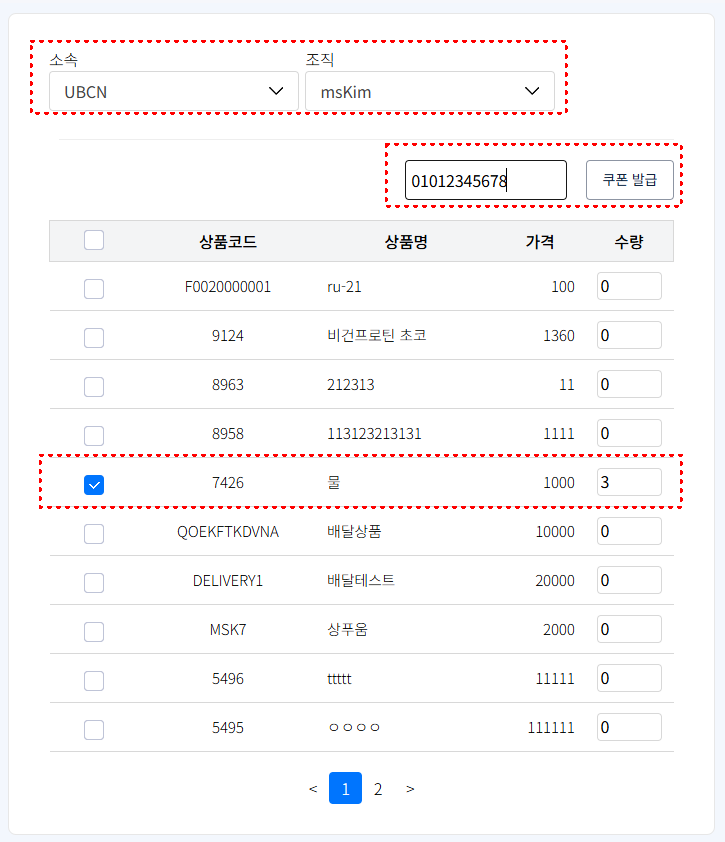 소속 조직
UBCN msKim
01012345678 쿠폰 발급
상품코드 상품명 가격 수량
F0020000001 ru-21 100 0
9124 비건프로틴 초코 1360 0
8963 212313 11 0
8958 113123213131 1111 0
7426 물 1000 3
QOEKFTKDVNA 배달상품 10000 0
DELIVERY1 배달테스트 20000 0
MSK7 상푸움 2000 0
5496 ttttt 11111 0
5495 ㅇㅇㅇㅇ 111111 0
< 1 2 >